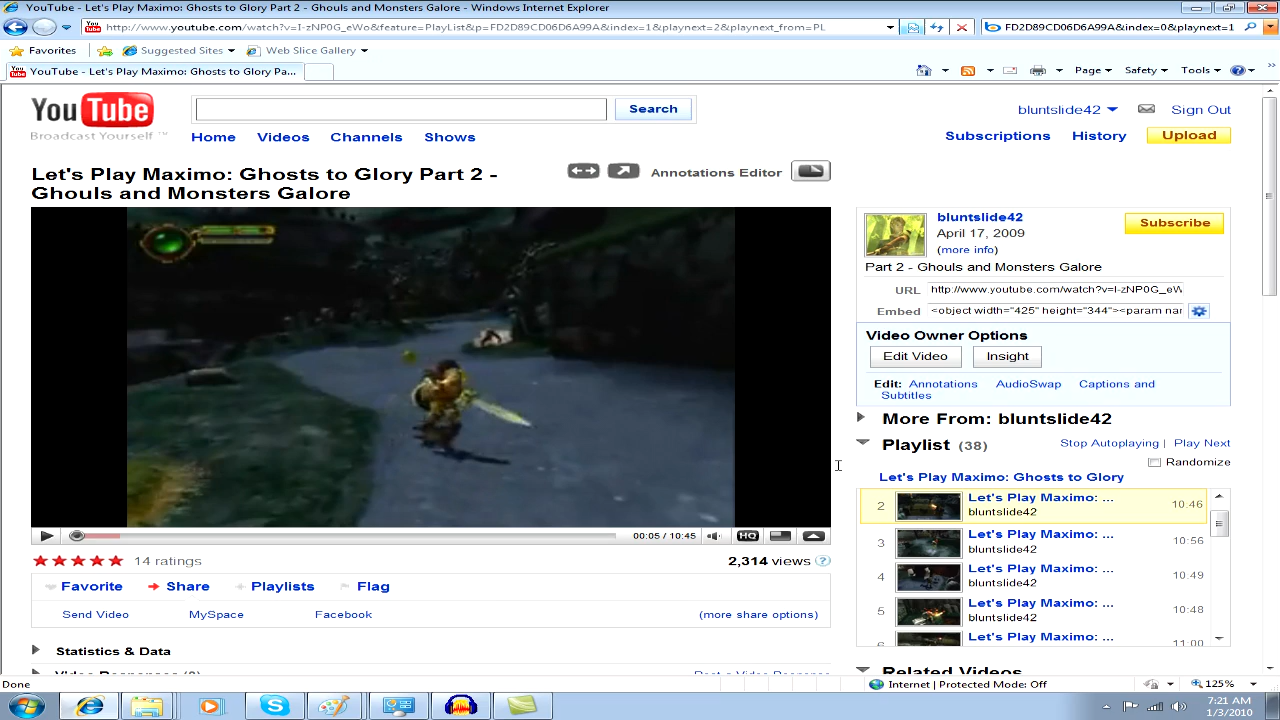 YouTube - Let's Play Maximo: Ghosts to Glory Part 2 - Ghouls and Monsters Galore - Windows Internet Explorer
http://www.youtube.com/watch?v=I-zNP0G_eWo&feature=PlayList&p=FD2D89CD06D6A99A&index=1&playnext=2&playnext_from=PL
FD2D89CD06D6A99A&index=0&playnext=1
Favorites Suggested Sites Web Slice Gallery
YouTube - Let's Play Maximo: Ghosts to Glory Pa...
Page Safety Tools
YouTube
Broadcast Yourself ™
Search
bluntslide42 Sign Out
Home Videos Channels Shows
Subscriptions History Upload
Let's Play Maximo: Ghosts to Glory Part 2 -
Ghouls and Monsters Galore
Annotations Editor
bluntslide42
April 17, 2009
(more info)
Subscribe
Part 2 - Ghouls and Monsters Galore
URL http://www.youtube.com/watch?v=I-zNP0G_eW
Embed <object width="425" height="344"><param nar
Video Owner Options
Edit Video Insight
Edit: Annotations AudioSwap Captions and
Subtitles
More From: bluntslide42
Playlist (38) Stop Autoplaying | Play Next
Randomize
Let's Play Maximo: Ghosts to Glory
2 Let's Play Maximo: ... 10:46
bluntslide42
3 Let's Play Maximo: ... 10:56
bluntslide42
4 Let's Play Maximo: ... 10:49
bluntslide42
5 Let's Play Maximo: ... 10:48
bluntslide42
6 Let's Play Maximo: ... 11:00
Related Videos
00:05 / 10:45 HQ
14 ratings 2,314 views
Favorite Share Playlists Flag
Send Video MySpace Facebook (more share options)
Statistics & Data
Video Responses (0) Post a Video Response
Done Internet | Protected Mode: Off 125%
7:21 AM
1/3/2010